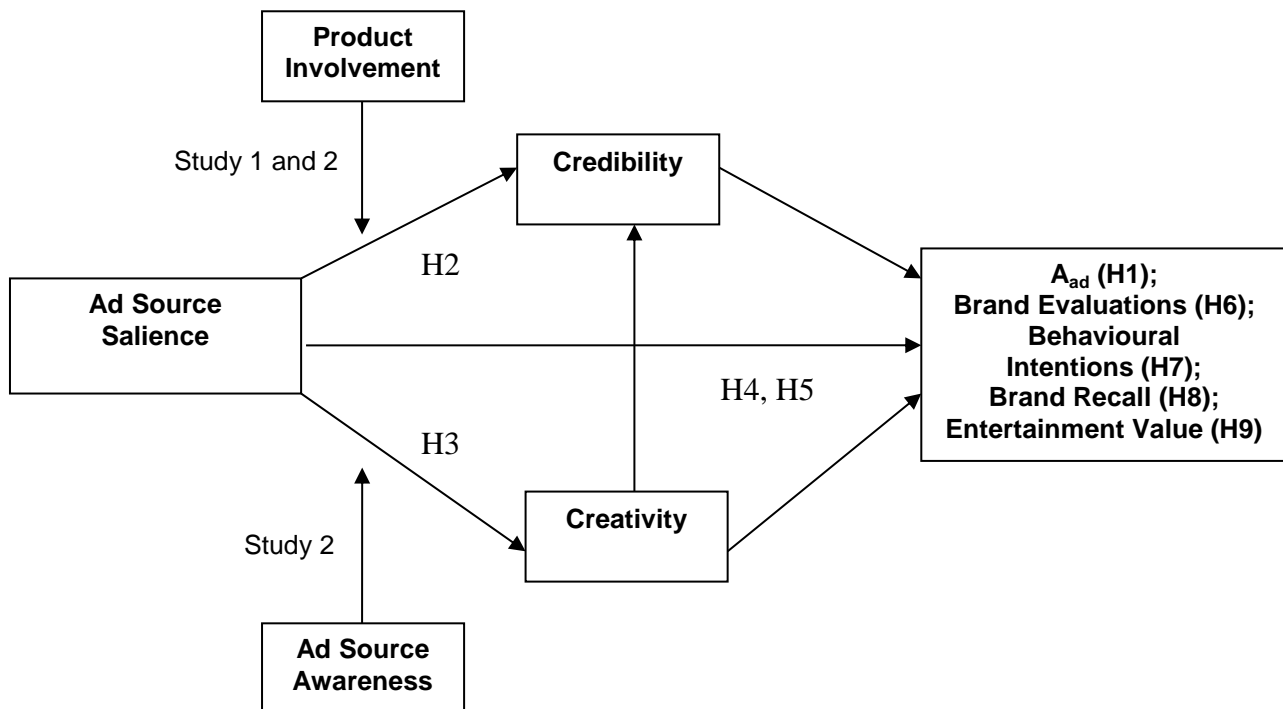 Product
Involvement
Study 1 and 2
Credibility
H2
Ad Source
Salience
A_ad (H1);
Brand Evaluations (H6);
Behavioural
Intentions (H7);
Brand Recall (H8);
Entertainment Value (H9)
H4, H5
H3
Creativity
Study 2
Ad Source
Awareness